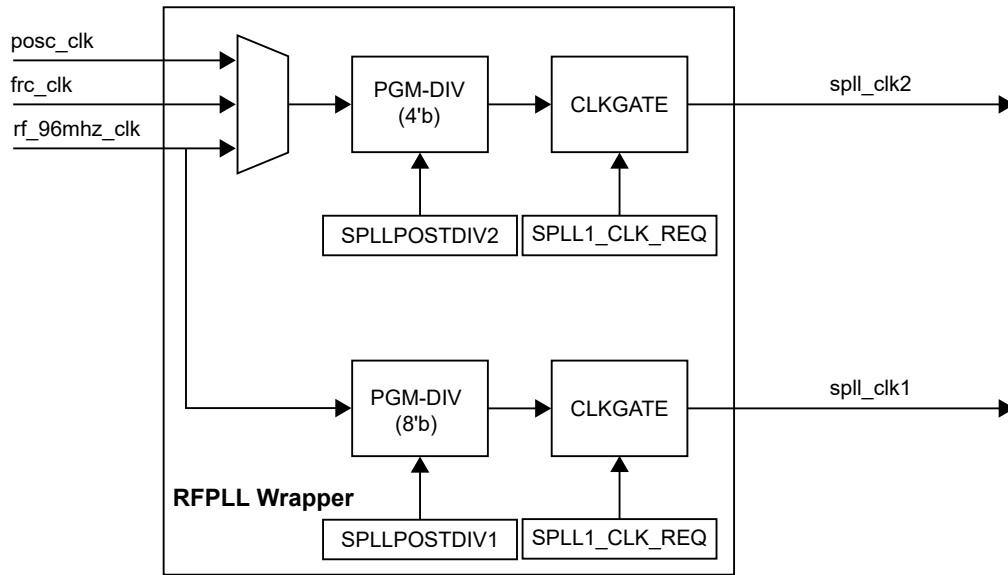 posc_clk
frc_clk
rf_96mhz_clk
PGM-DIV
(4'b)
CLKGATE
spll_clk2
SPLLPOSTDIV2
SPLL1_CLK_REQ
PGM-DIV
(8'b)
CLKGATE
spll_clk1
RFPLL Wrapper
SPLLPOSTDIV1
SPLL1_CLK_REQ